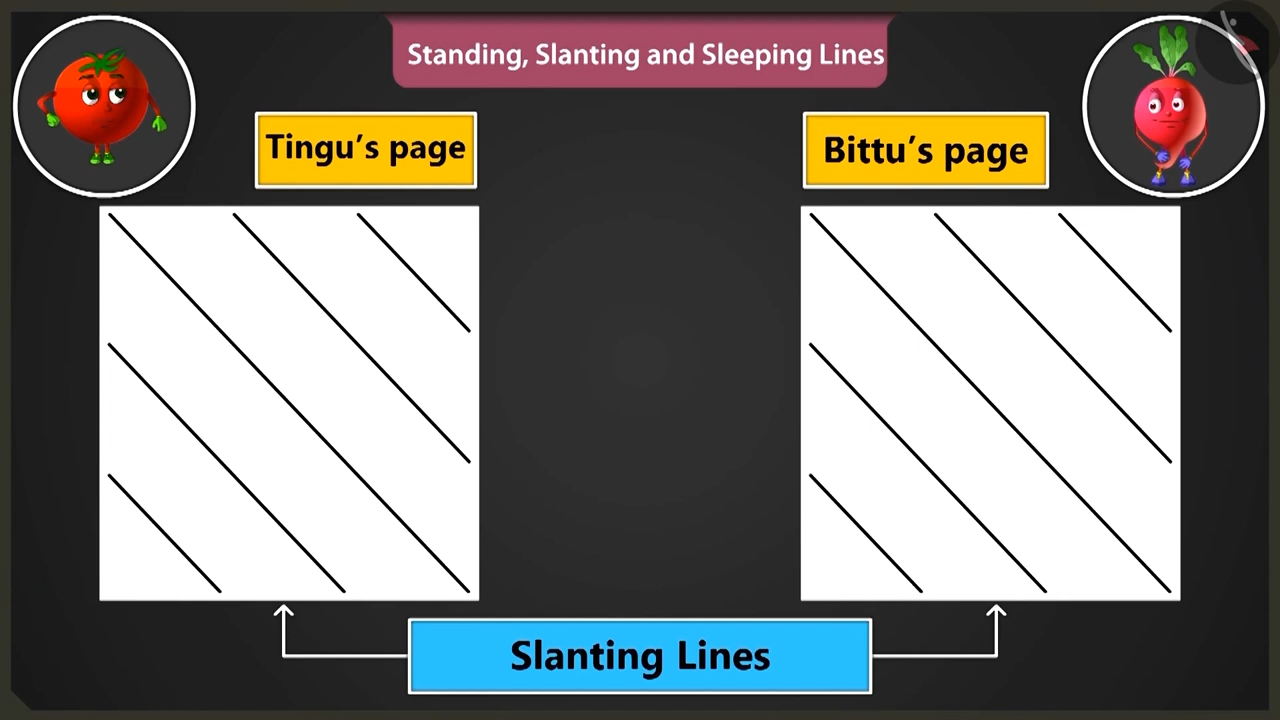 Standing, Slanting and Sleeping Lines
Tingu's page
Bittu's page
Slanting Lines